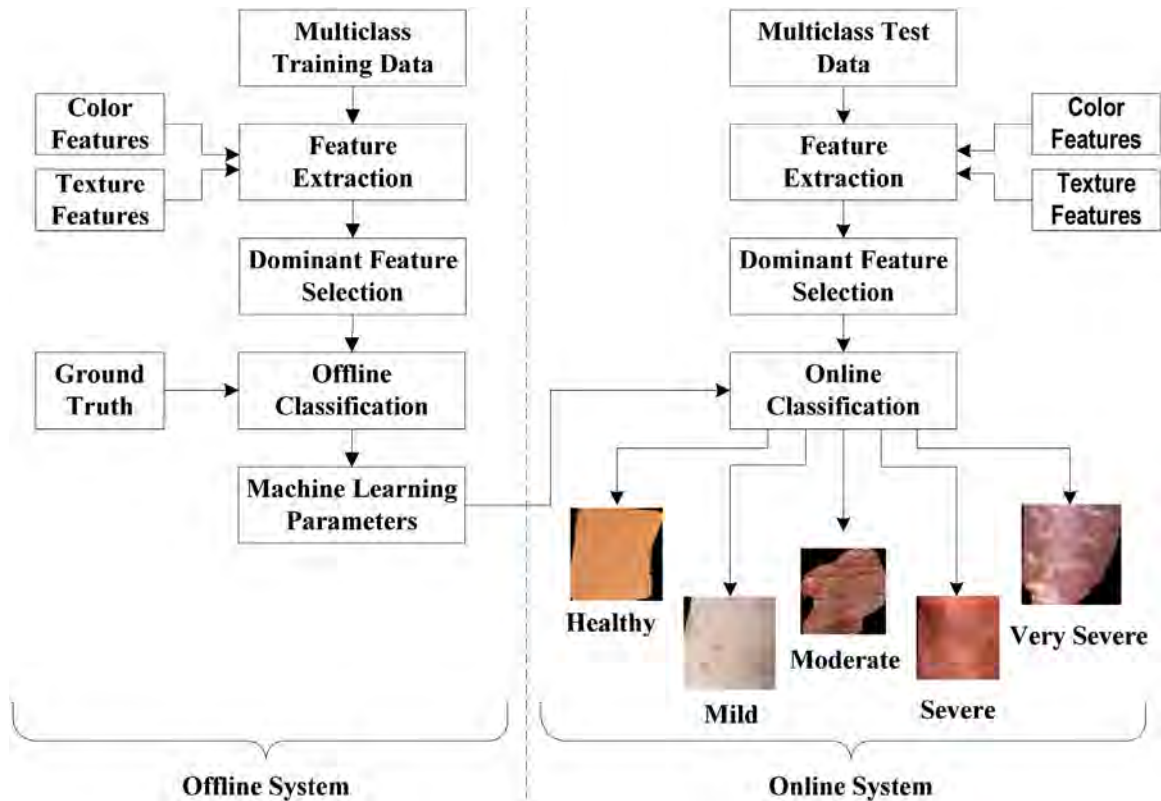 Multiclass
Training Data
Color
Features
Texture
Features
Feature
Extraction
Dominant Feature
Selection
Ground
Truth
Offline
Classification
Machine Learning
Parameters
Offline System
Multiclass Test
Data
Feature
Extraction
Color
Features
Texture
Features
Dominant Feature
Selection
Online
Classification
Healthy
Mild
Moderate
Severe
Very Severe
Online System